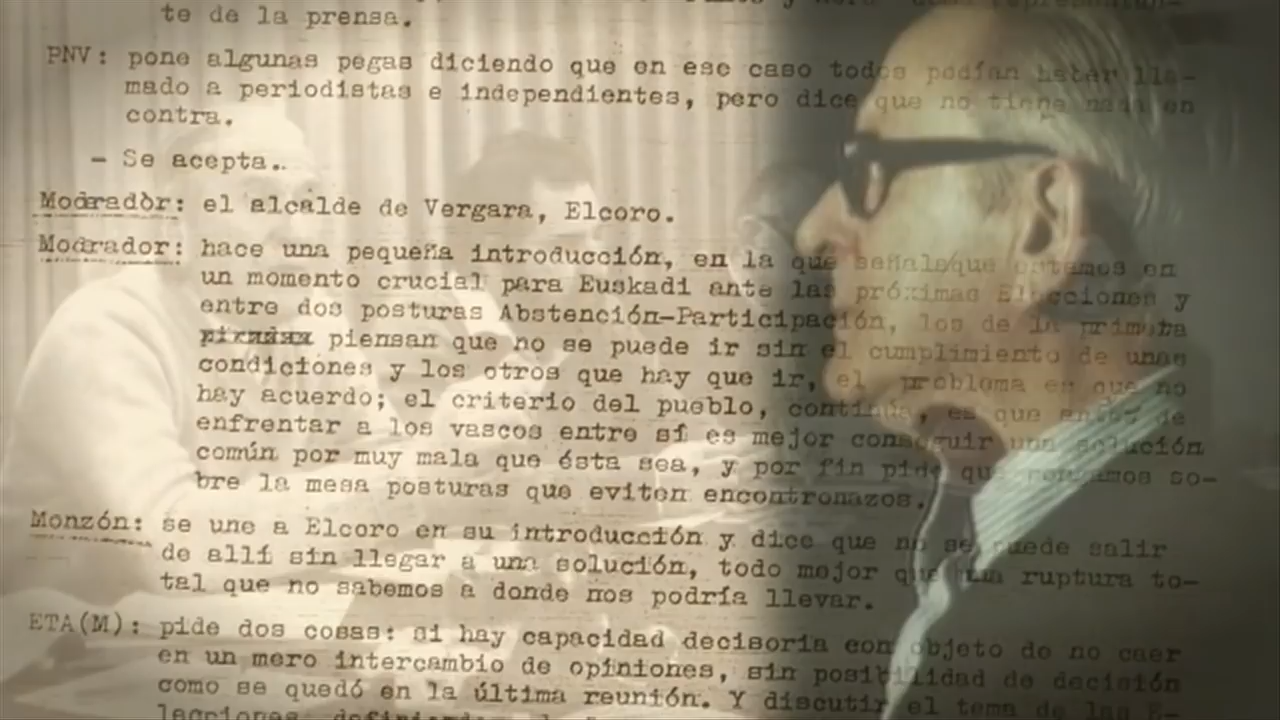 te de la prensa.
PNV: pone algunas pegas diciendo que en ese caso todos podían haber lla-
mado a periodistas e independientes, pero dice que no tiene nada en
contra.
- Se acepta..
Modrador: el alcalde de Vergara, Elcoro.
Modrador: hace una pequeña introducción, en la que señala que estamos en
un momento crucial para Euskadi ante las próximas Elecciones y
entre dos posturas Abstención-Participación, los de la primera
piensan que no se puede ir sin el cumplimiento de unas
condiciones y los otros que hay que ir, el problema es que no
hay acuerdo; el criterio del pueblo, continúa, es que antes de
enfrentar a los vascos entre sí es mejor conseguir una solución
común por muy mala que ésta sea, y por fin pide que pongamos so-
bre la mesa posturas que eviten encontronazos.
Monzón: se une a Elcoro en su introducción y dice que no se puede salir
de allí sin llegar a una solución, todo mejor que una ruptura to-
tal que no sabemos a donde nos podría llevar.
ETA(M): pide dos cosas: si hay capacidad decisoria con objeto de no caer
en un mero intercambio de opiniones, sin posibilidad de decisión
como se quedó en la última reunión. Y discutir el tema de las E-